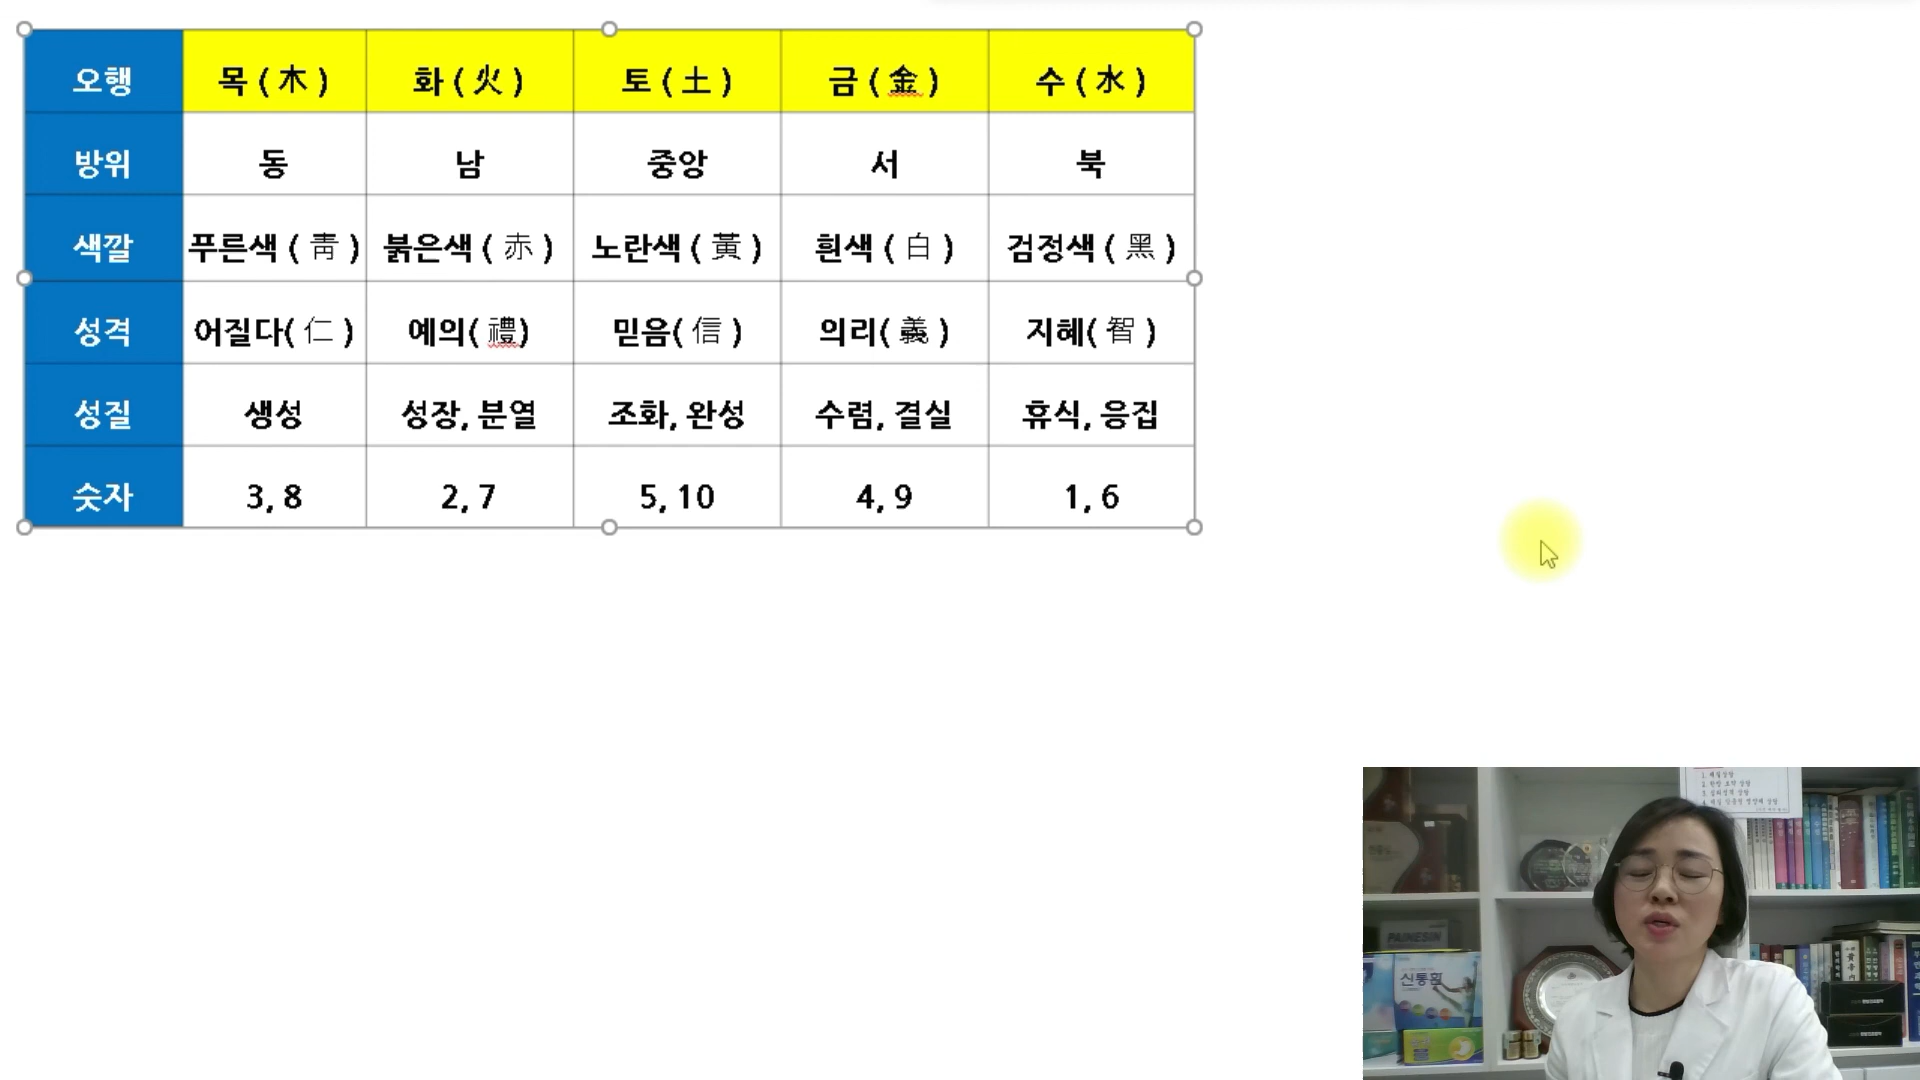 오행 목 ( 木 ) 화 ( 火 ) 토 ( 土 ) 금 ( 金 ) 수 ( 水 )
방위 동 남 중앙 서 북
색깔 푸른색 ( 靑 ) 붉은색 ( 赤 ) 노란색 ( 黃 ) 흰색 ( 白 ) 검정색 ( 黑 )
성격 어질다( 仁 ) 예의( 禮) 믿음( 信 ) 의리( 義 ) 지혜( 智 )
성질 생성 성장, 분열 조화, 완성 수렴, 결실 휴식, 응집
숫자 3, 8 2, 7 5, 10 4, 9 1, 6
PAINESIN
신통환